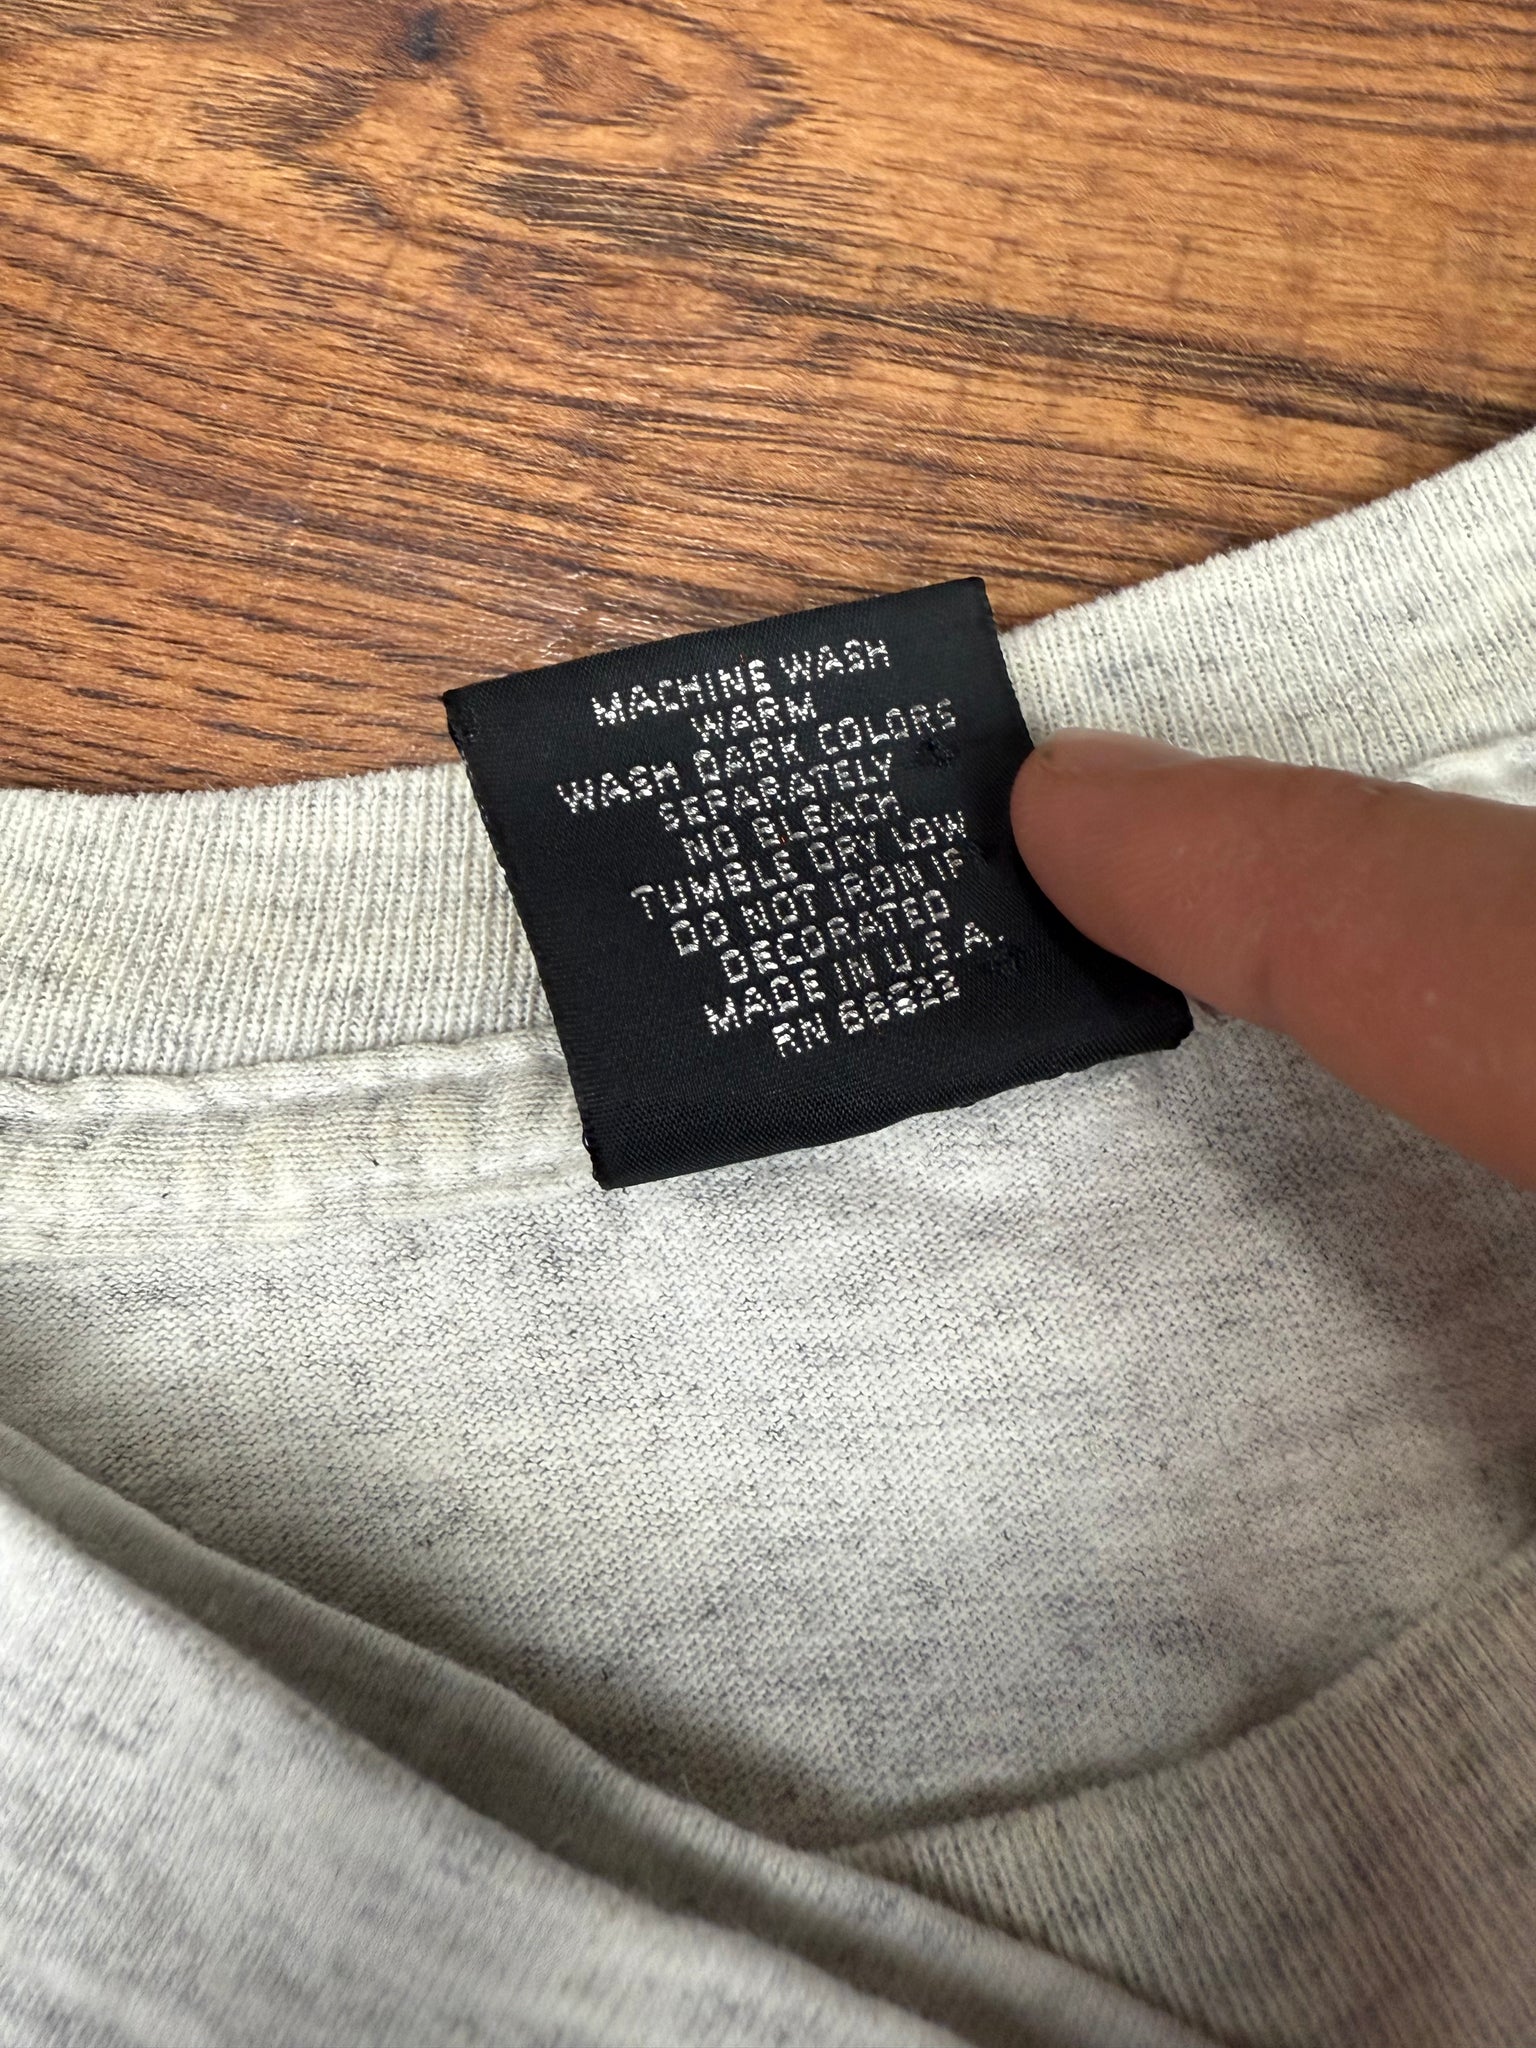 MACHINE WASH
WARM
WASH DARK COLORS
SEPARATELY
NO BLEACH
TUMBLE DRY LOW
DO NOT IRON IF
DECORATED
MADE IN U.S.A.
RN